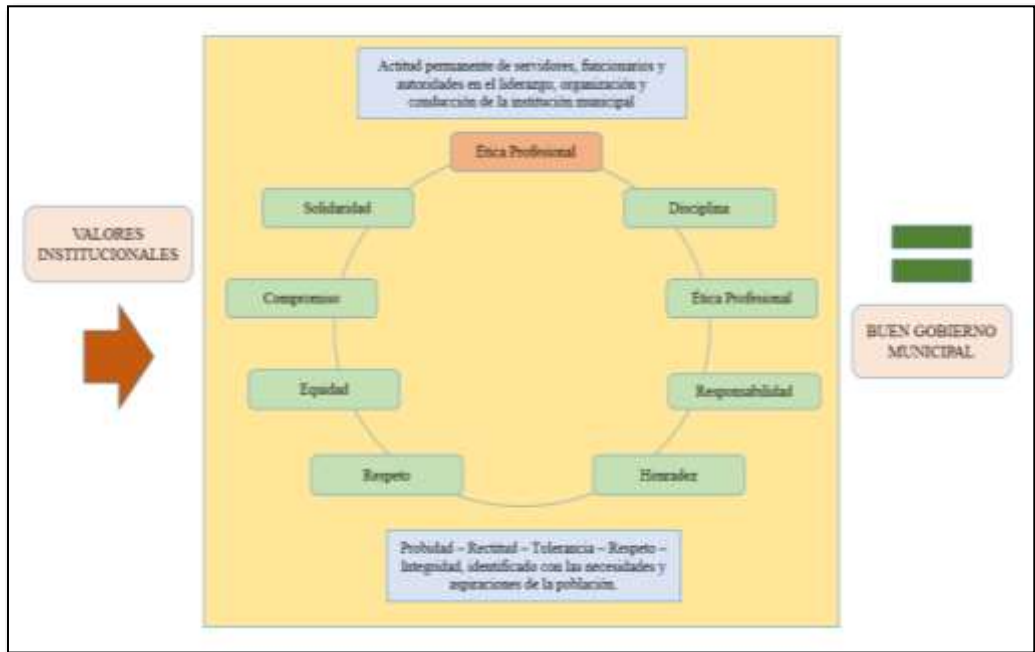 Actitud permanente de servidores, funcionarios y
autoridades en el liderazgo, organización y
conducción de la institución municipal
Ética Profesional
Solidaridad
Disciplina
VALORES
INSTITUCIONALES
Compromiso
Ética Profesional
BUEN GOBIERNO
MUNICIPAL
Equidad
Responsabilidad
Respeto
Honradez
Probidad – Rectitud – Tolerancia – Respeto –
Integridad, identificado con las necesidades y
aspiraciones de la población.